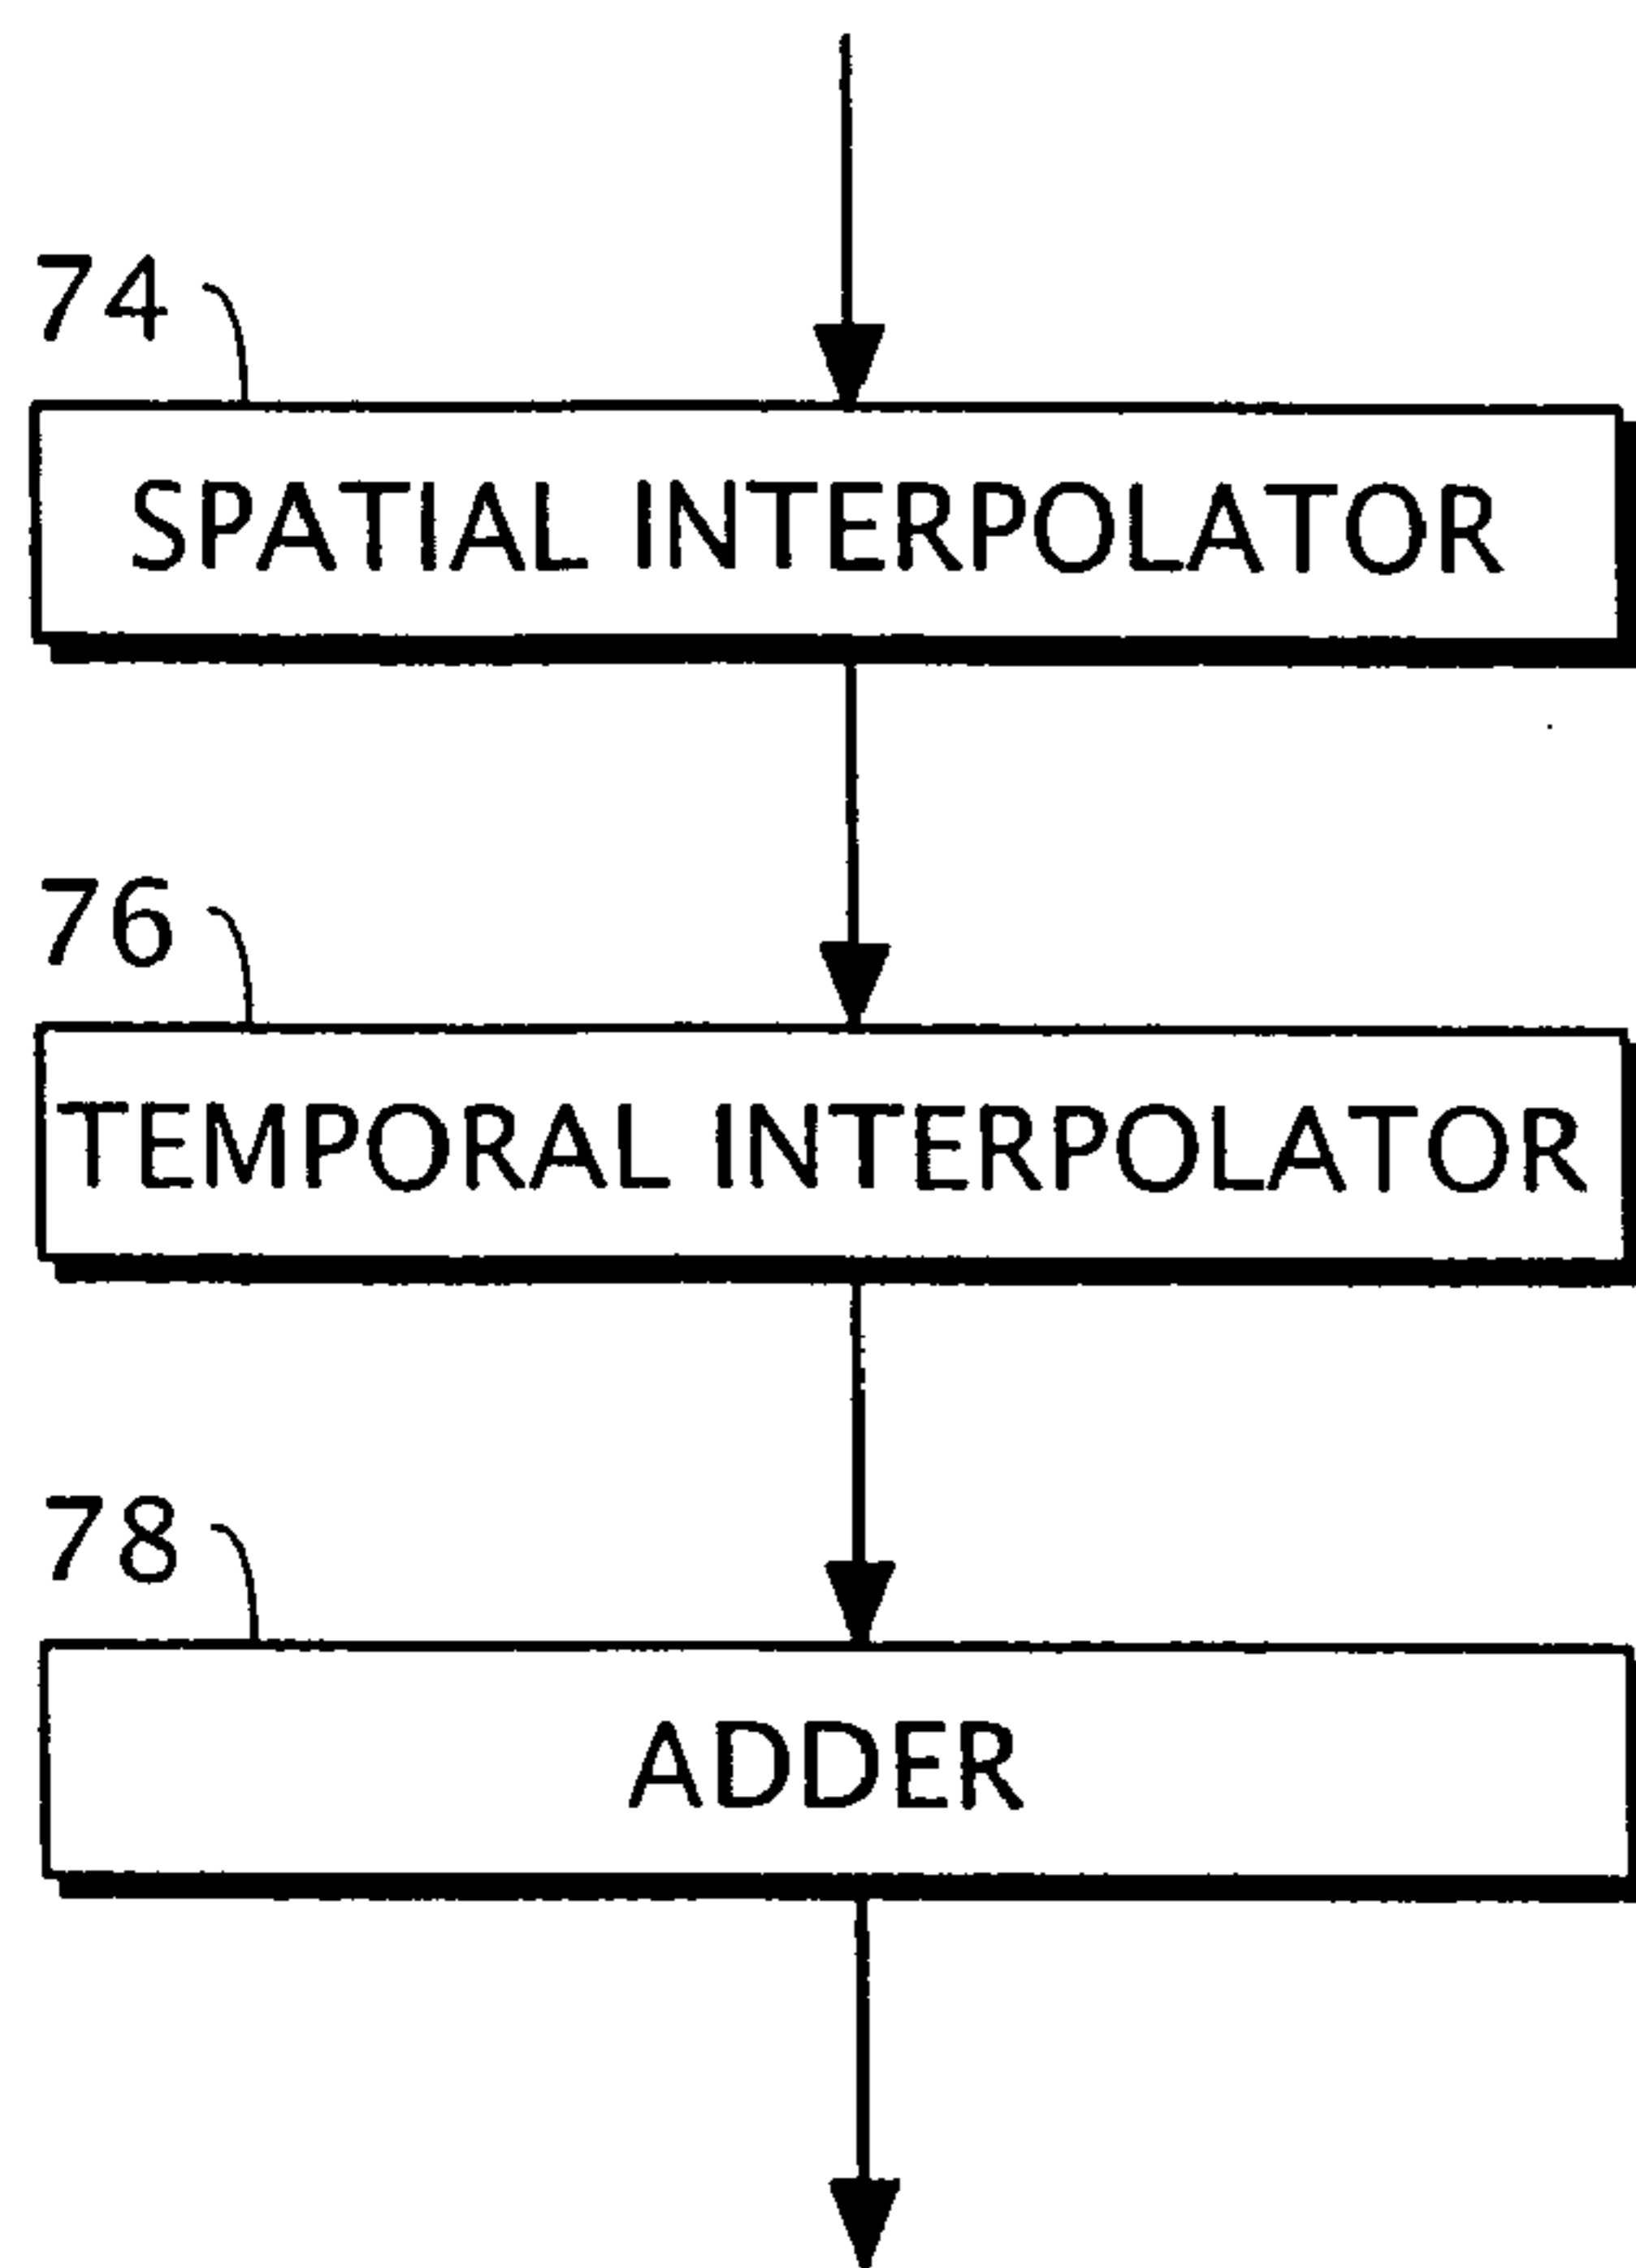 74
SPATIAL INTERPOLATOR
76
TEMPORAL INTERPOLATOR
78
ADDER